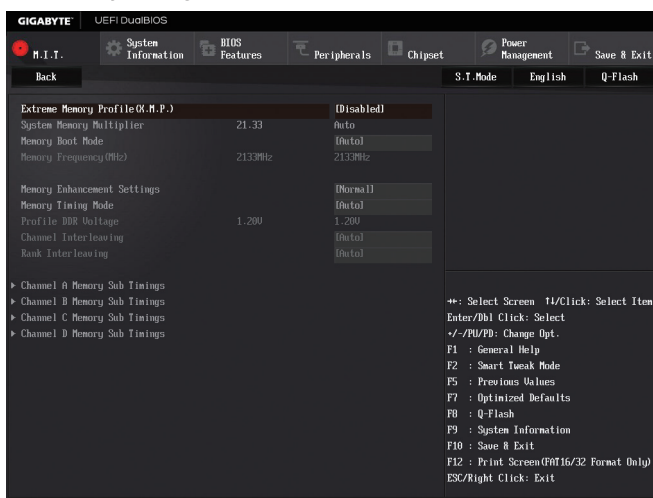 GIGABYTE™ UEFI DualBIOS
M.I.T. System Information BIOS Features Peripherals Chipset Power Management Save & Exit
Back S.T.Mode English Q-Flash
Extreme Memory Profile(X.M.P.) [Disabled]
System Memory Multiplier 21.33 Auto
Memory Boot Mode [Auto]
Memory Frequency(MHz) 2133MHz 2133MHz
Memory Enhancement Settings [Normal]
Memory Timing Mode [Auto]
Profile DDR Voltage 1.20V 1.20V
Channel Interleaving [Auto]
Rank Interleaving [Auto]
Channel A Memory Sub Timings
Channel B Memory Sub Timings
Channel C Memory Sub Timings
Channel D Memory Sub Timings
→←: Select Screen ↑↓/Click: Select Item
Enter/Dbl Click: Select
+/-/PU/PD: Change Opt.
F1 : General Help
F2 : Smart Tweak Mode
F5 : Previous Values
F7 : Optimized Defaults
F8 : Q-Flash
F9 : System Information
F10 : Save & Exit
F12 : Print Screen(FAT16/32 Format Only)
ESC/Right Click: Exit